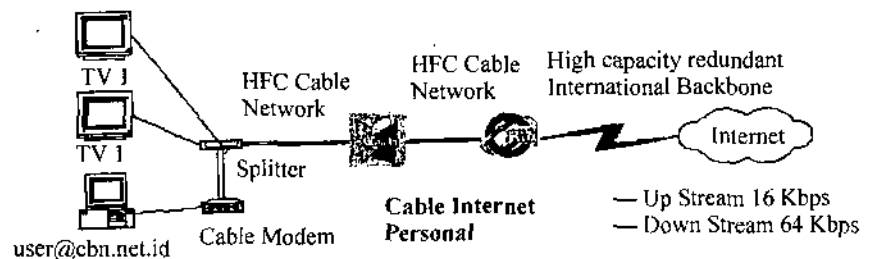 TV 1
TV 1
user@cbn.net.id
Splitter
Cable Modem
HFC Cable
Network
HFC Cable
Network
Cable Internet
Personal
High capacity redundant
International Backbone
Internet
— Up Stream 16 Kbps
— Down Stream 64 Kbps